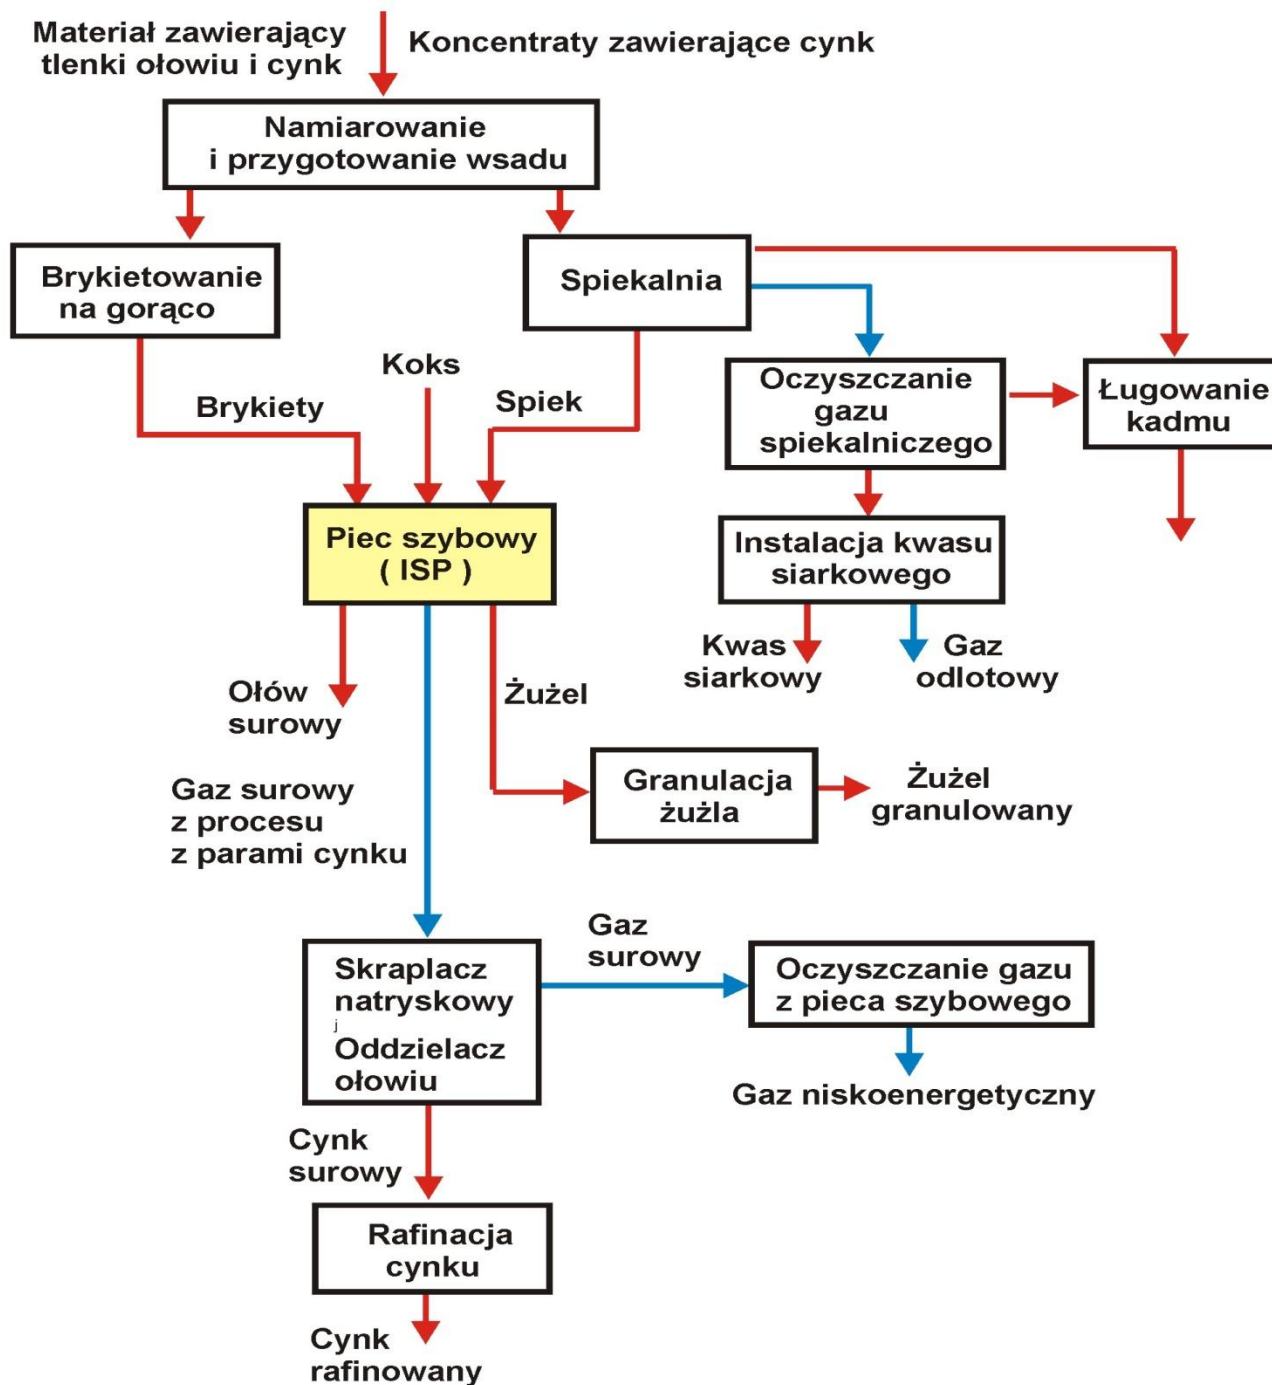 Materiał zawierający
tlenki ołowiu i cynk
Koncentraty zawierające cynk
Namiarowanie
i przygotowanie wsadu
Brykietowanie
na gorąco
Spiekalnia
Koks
Brykiety
Spiek
Oczyszczanie
gazu
spiekalniczego
Ługowanie
kadmu
Piec szybowy
( ISP )
Instalacja kwasu
siarkowego
Kwas
siarkowy
Gaz
odlotowy
Ołów
surowy
Żużel
Gaz surowy
z procesu
z parami cynku
Granulacja
żużla
Żużel
granulowany
Gaz
surowy
Skraplacz
natryskowy
j
Oddzielacz
ołowiu
Oczyszczanie gazu
z pieca szybowego
Gaz niskoenergetyczny
Cynk
surowy
Rafinacja
cynku
Cynk
rafinowany